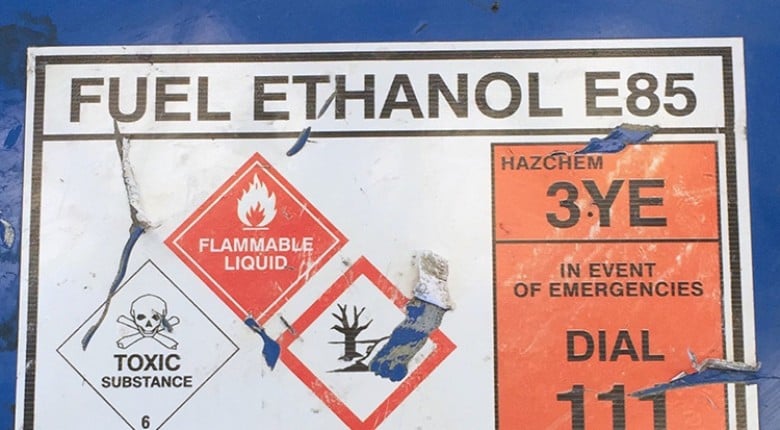 FUEL ETHANOL E85
HAZCHEM
3YE
IN EVENT
OF EMERGENCIES
DIAL
111
FLAMMABLE
LIQUID
TOXIC
SUBSTANCE
6